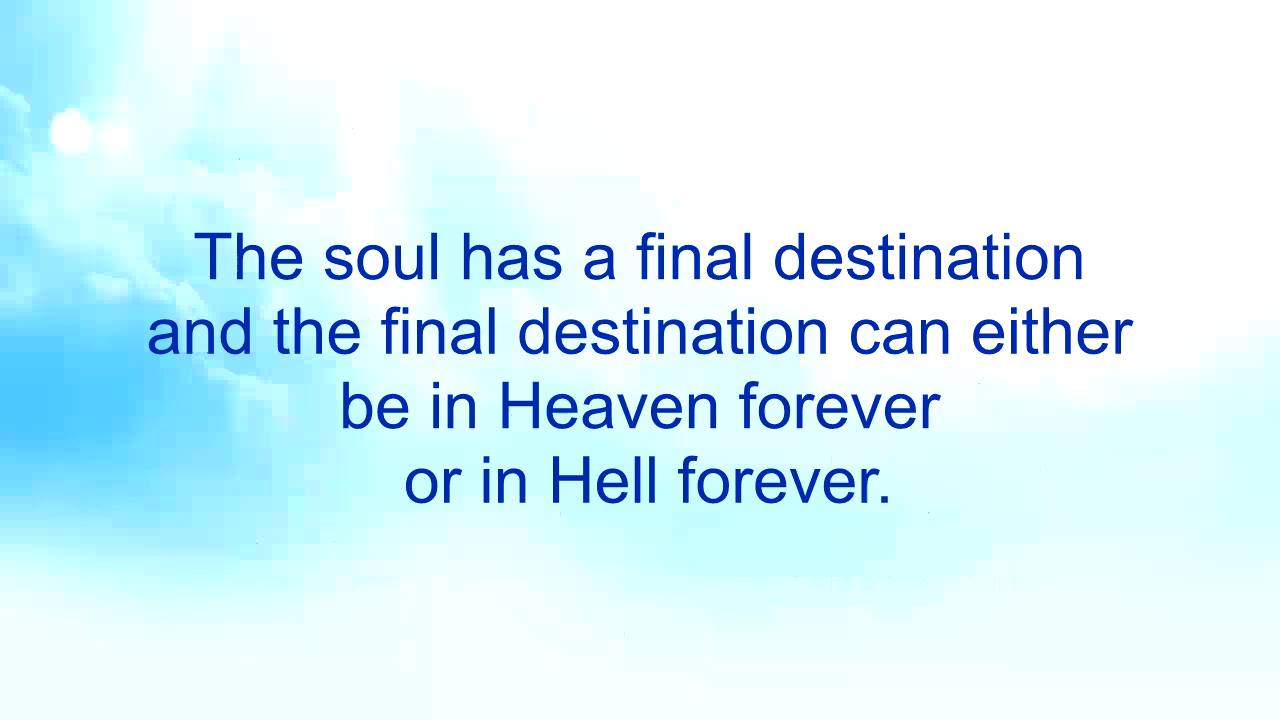 The soul has a final destination
and the final destination can either
be in Heaven forever
or in Hell forever.